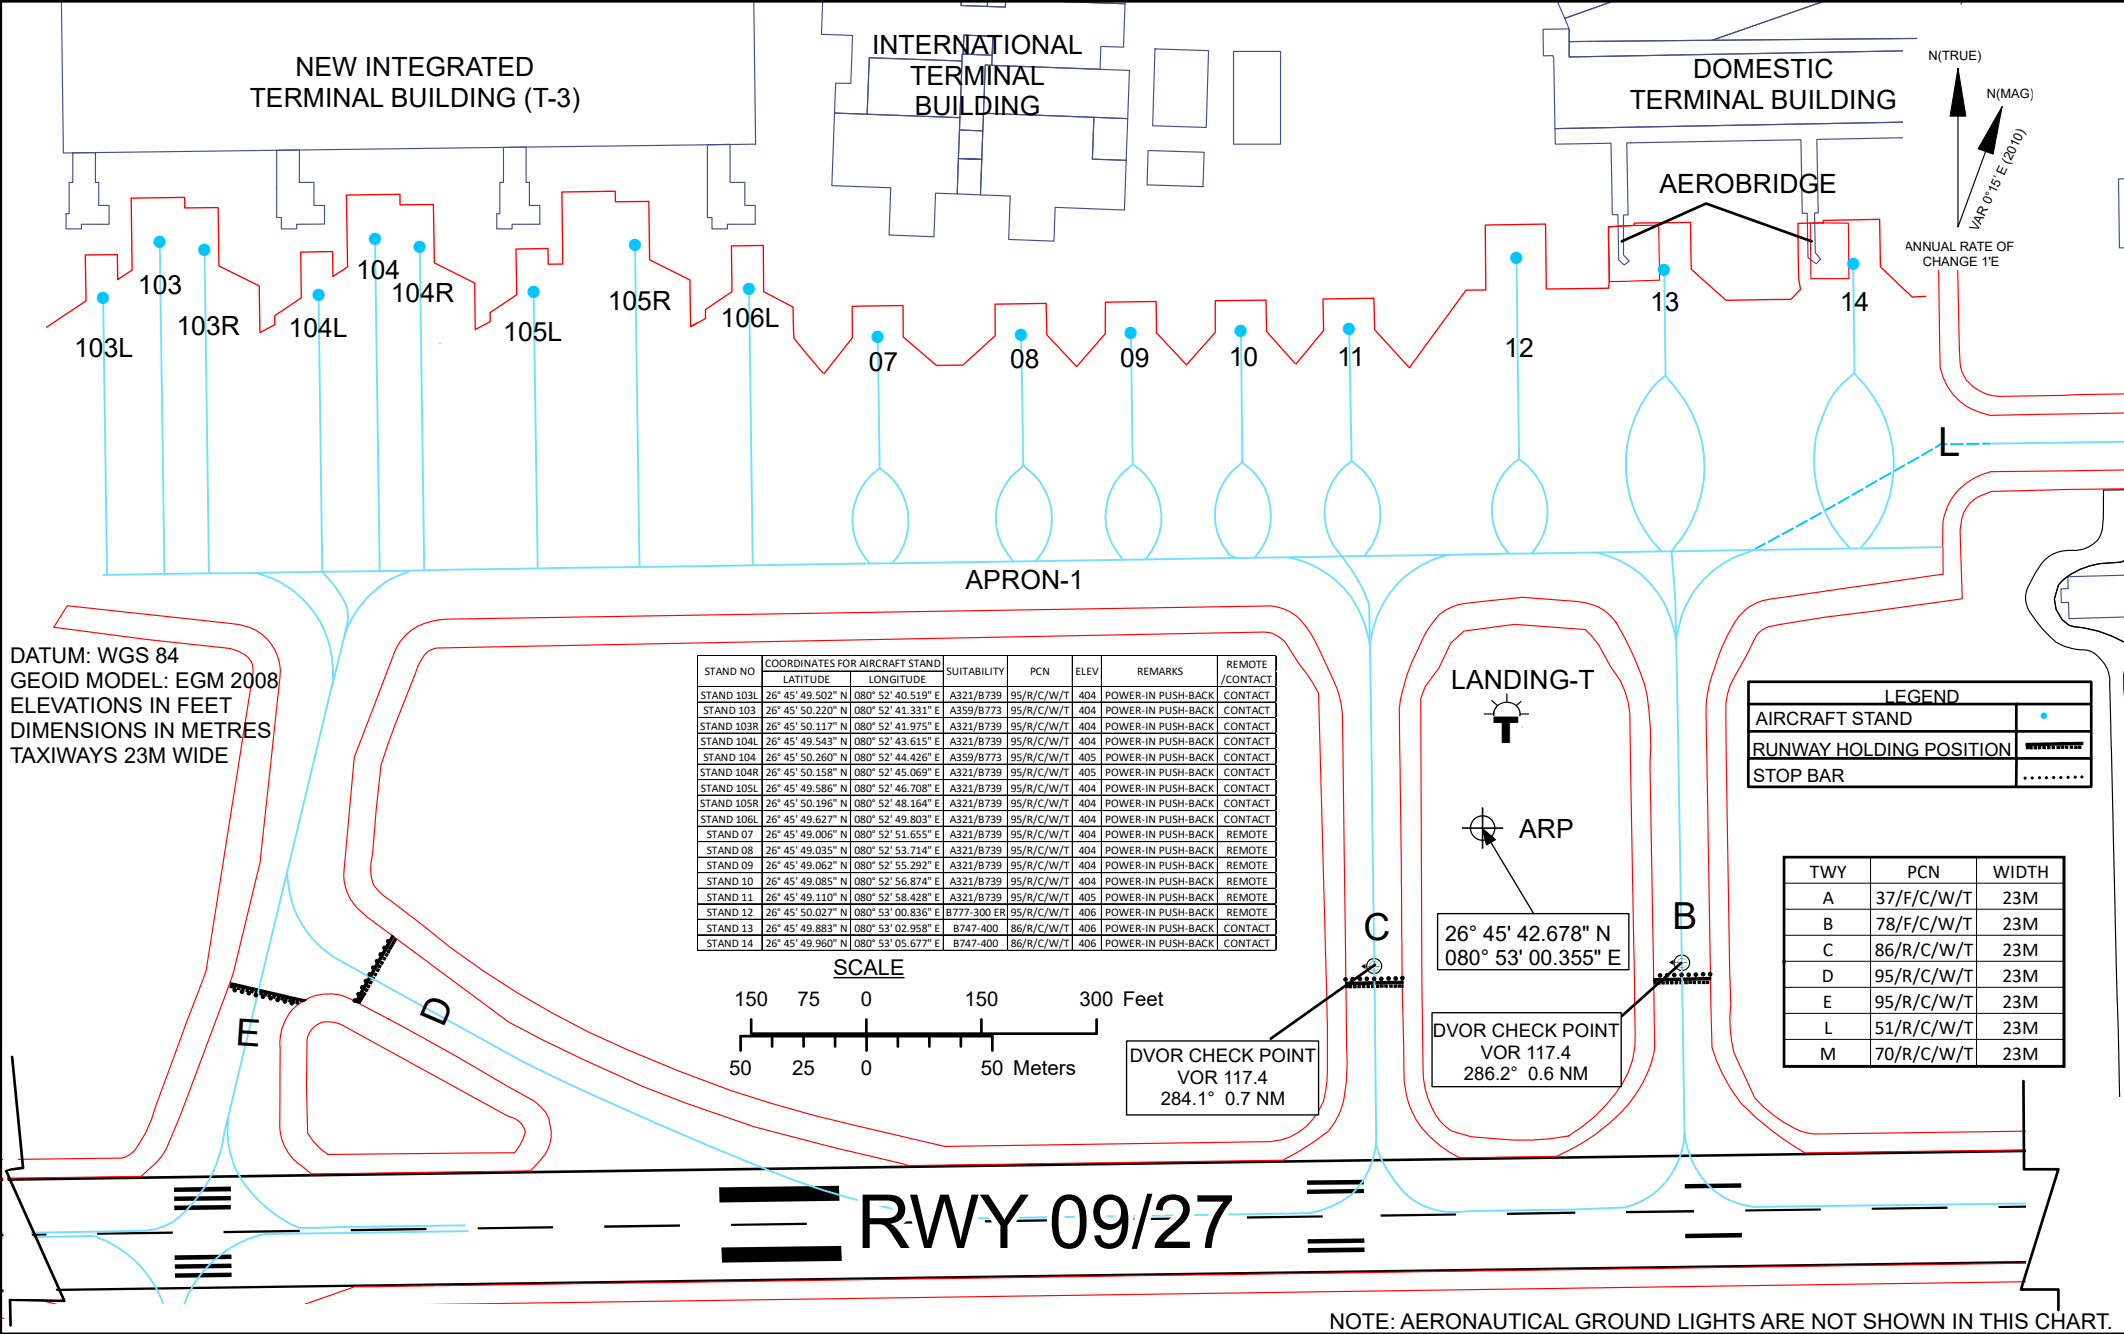 NEW INTEGRATED
TERMINAL BUILDING (T-3)
INTERNATIONAL
TERMINAL
BUILDING
DOMESTIC
TERMINAL BUILDING
N(TRUE)
N(MAG)
VAR 0°15' E (2010)
ANNUAL RATE OF
CHANGE 1'E
AEROBRIDGE
103L
103
103R
104L
104
104R
105L
105R
106L
07
08
09
10
11
12
13
14
L
APRON-1
DATUM: WGS 84
GEOID MODEL: EGM 2008
ELEVATIONS IN FEET
DIMENSIONS IN METRES
TAXIWAYS 23M WIDE
STAND NO COORDINATES FOR AIRCRAFT STAND SUITABILITY PCN ELEV REMARKS REMOTE /CONTACT
LATITUDE LONGITUDE
STAND 103L 26° 45' 49.502" N 080° 52' 40.519" E A321/B739 95/R/C/W/T 404 POWER-IN PUSH-BACK CONTACT
STAND 103 26° 45' 50.220" N 080° 52' 41.331" E A359/B773 95/R/C/W/T 404 POWER-IN PUSH-BACK CONTACT
STAND 103R 26° 45' 50.117" N 080° 52' 41.975" E A321/B739 95/R/C/W/T 404 POWER-IN PUSH-BACK CONTACT
STAND 104L 26° 45' 49.543" N 080° 52' 43.615" E A321/B739 95/R/C/W/T 404 POWER-IN PUSH-BACK CONTACT
STAND 104 26° 45' 50.260" N 080° 52' 44.426" E A359/B773 95/R/C/W/T 405 POWER-IN PUSH-BACK CONTACT
STAND 104R 26° 45' 50.158" N 080° 52' 45.069" E A321/B739 95/R/C/W/T 405 POWER-IN PUSH-BACK CONTACT
STAND 105L 26° 45' 49.586" N 080° 52' 46.708" E A321/B739 95/R/C/W/T 404 POWER-IN PUSH-BACK CONTACT
STAND 105R 26° 45' 50.196" N 080° 52' 48.164" E A321/B739 95/R/C/W/T 404 POWER-IN PUSH-BACK CONTACT
STAND 106L 26° 45' 49.627" N 080° 52' 49.803" E A321/B739 95/R/C/W/T 404 POWER-IN PUSH-BACK CONTACT
STAND 07 26° 45' 49.006" N 080° 52' 51.655" E A321/B739 95/R/C/W/T 404 POWER-IN PUSH-BACK REMOTE
STAND 08 26° 45' 49.035" N 080° 52' 53.714" E A321/B739 95/R/C/W/T 404 POWER-IN PUSH-BACK REMOTE
STAND 09 26° 45' 49.062" N 080° 52' 55.292" E A321/B739 95/R/C/W/T 404 POWER-IN PUSH-BACK REMOTE
STAND 10 26° 45' 49.085" N 080° 52' 56.874" E A321/B739 95/R/C/W/T 404 POWER-IN PUSH-BACK REMOTE
STAND 11 26° 45' 49.110" N 080° 52' 58.428" E A321/B739 95/R/C/W/T 405 POWER-IN PUSH-BACK REMOTE
STAND 12 26° 45' 50.027" N 080° 53' 00.836" E B777-300 ER 95/R/C/W/T 406 POWER-IN PUSH-BACK REMOTE
STAND 13 26° 45' 49.883" N 080° 53' 02.958" E B747-400 86/R/C/W/T 406 POWER-IN PUSH-BACK CONTACT
STAND 14 26° 45' 49.960" N 080° 53' 05.677" E B747-400 86/R/C/W/T 406 POWER-IN PUSH-BACK CONTACT
SCALE
150 75 0 150 300 Feet
50 25 0 50 Meters
LANDING-T
T
ARP
26° 45' 42.678" N
080° 53' 00.355" E
C
B
D
E
DVOR CHECK POINT
VOR 117.4
284.1° 0.7 NM
DVOR CHECK POINT
VOR 117.4
286.2° 0.6 NM
LEGEND
AIRCRAFT STAND
RUNWAY HOLDING POSITION
STOP BAR
TWY PCN WIDTH
A 37/F/C/W/T 23M
B 78/F/C/W/T 23M
C 86/R/C/W/T 23M
D 95/R/C/W/T 23M
E 95/R/C/W/T 23M
L 51/R/C/W/T 23M
M 70/R/C/W/T 23M
RWY 09/27
NOTE: AERONAUTICAL GROUND LIGHTS ARE NOT SHOWN IN THIS CHART.